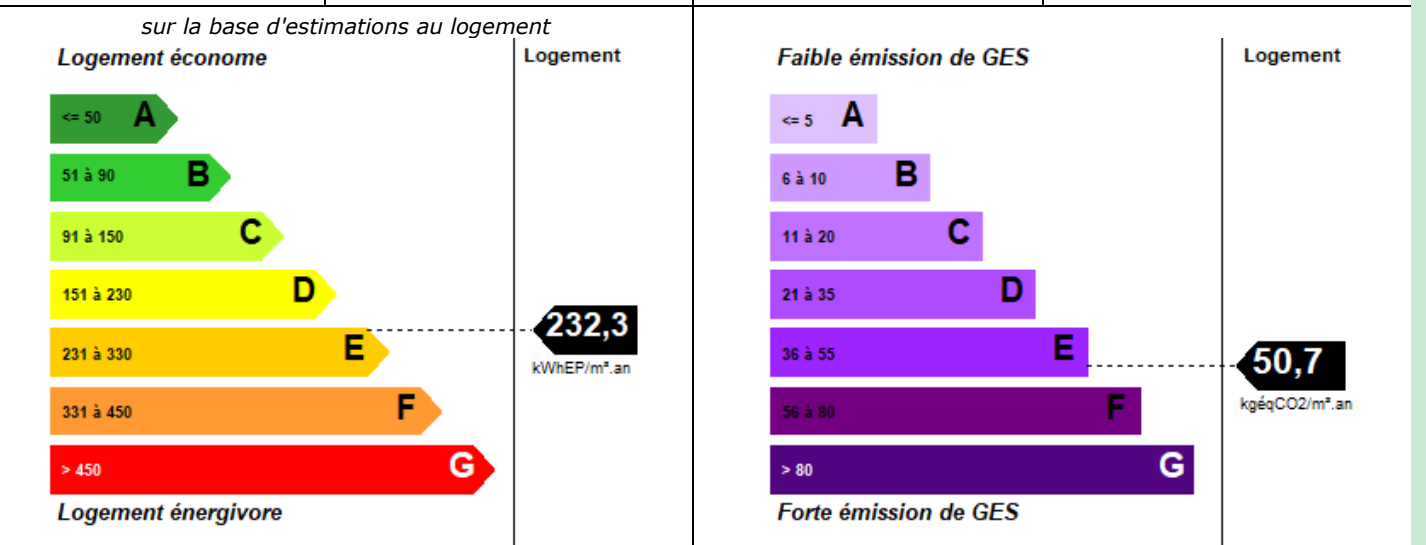 sur la base d'estimations au logement
Logement économe
Logement
<= 50 A
51 à 90 B
91 à 150 C
151 à 230 D
231 à 330 E
331 à 450 F
> 450 G
232,3
kWhEP/m².an
Logement énergivore
Faible émission de GES
Logement
<= 5 A
6 à 10 B
11 à 20 C
21 à 35 D
36 à 55 E
56 à 80 F
> 80 G
50,7
kgéqCO2/m².an
Forte émission de GES